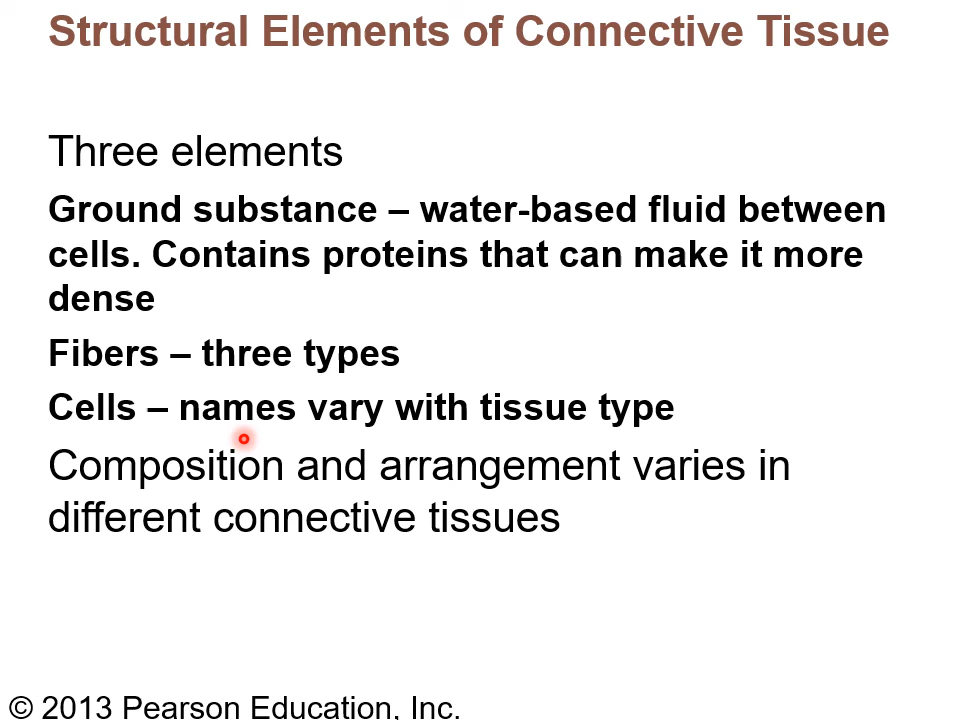 Structural Elements of Connective Tissue
Three elements
Ground substance – water-based fluid between
cells. Contains proteins that can make it more
dense
Fibers – three types
Cells – names vary with tissue type
Composition and arrangement varies in
different connective tissues
© 2013 Pearson Education, Inc.